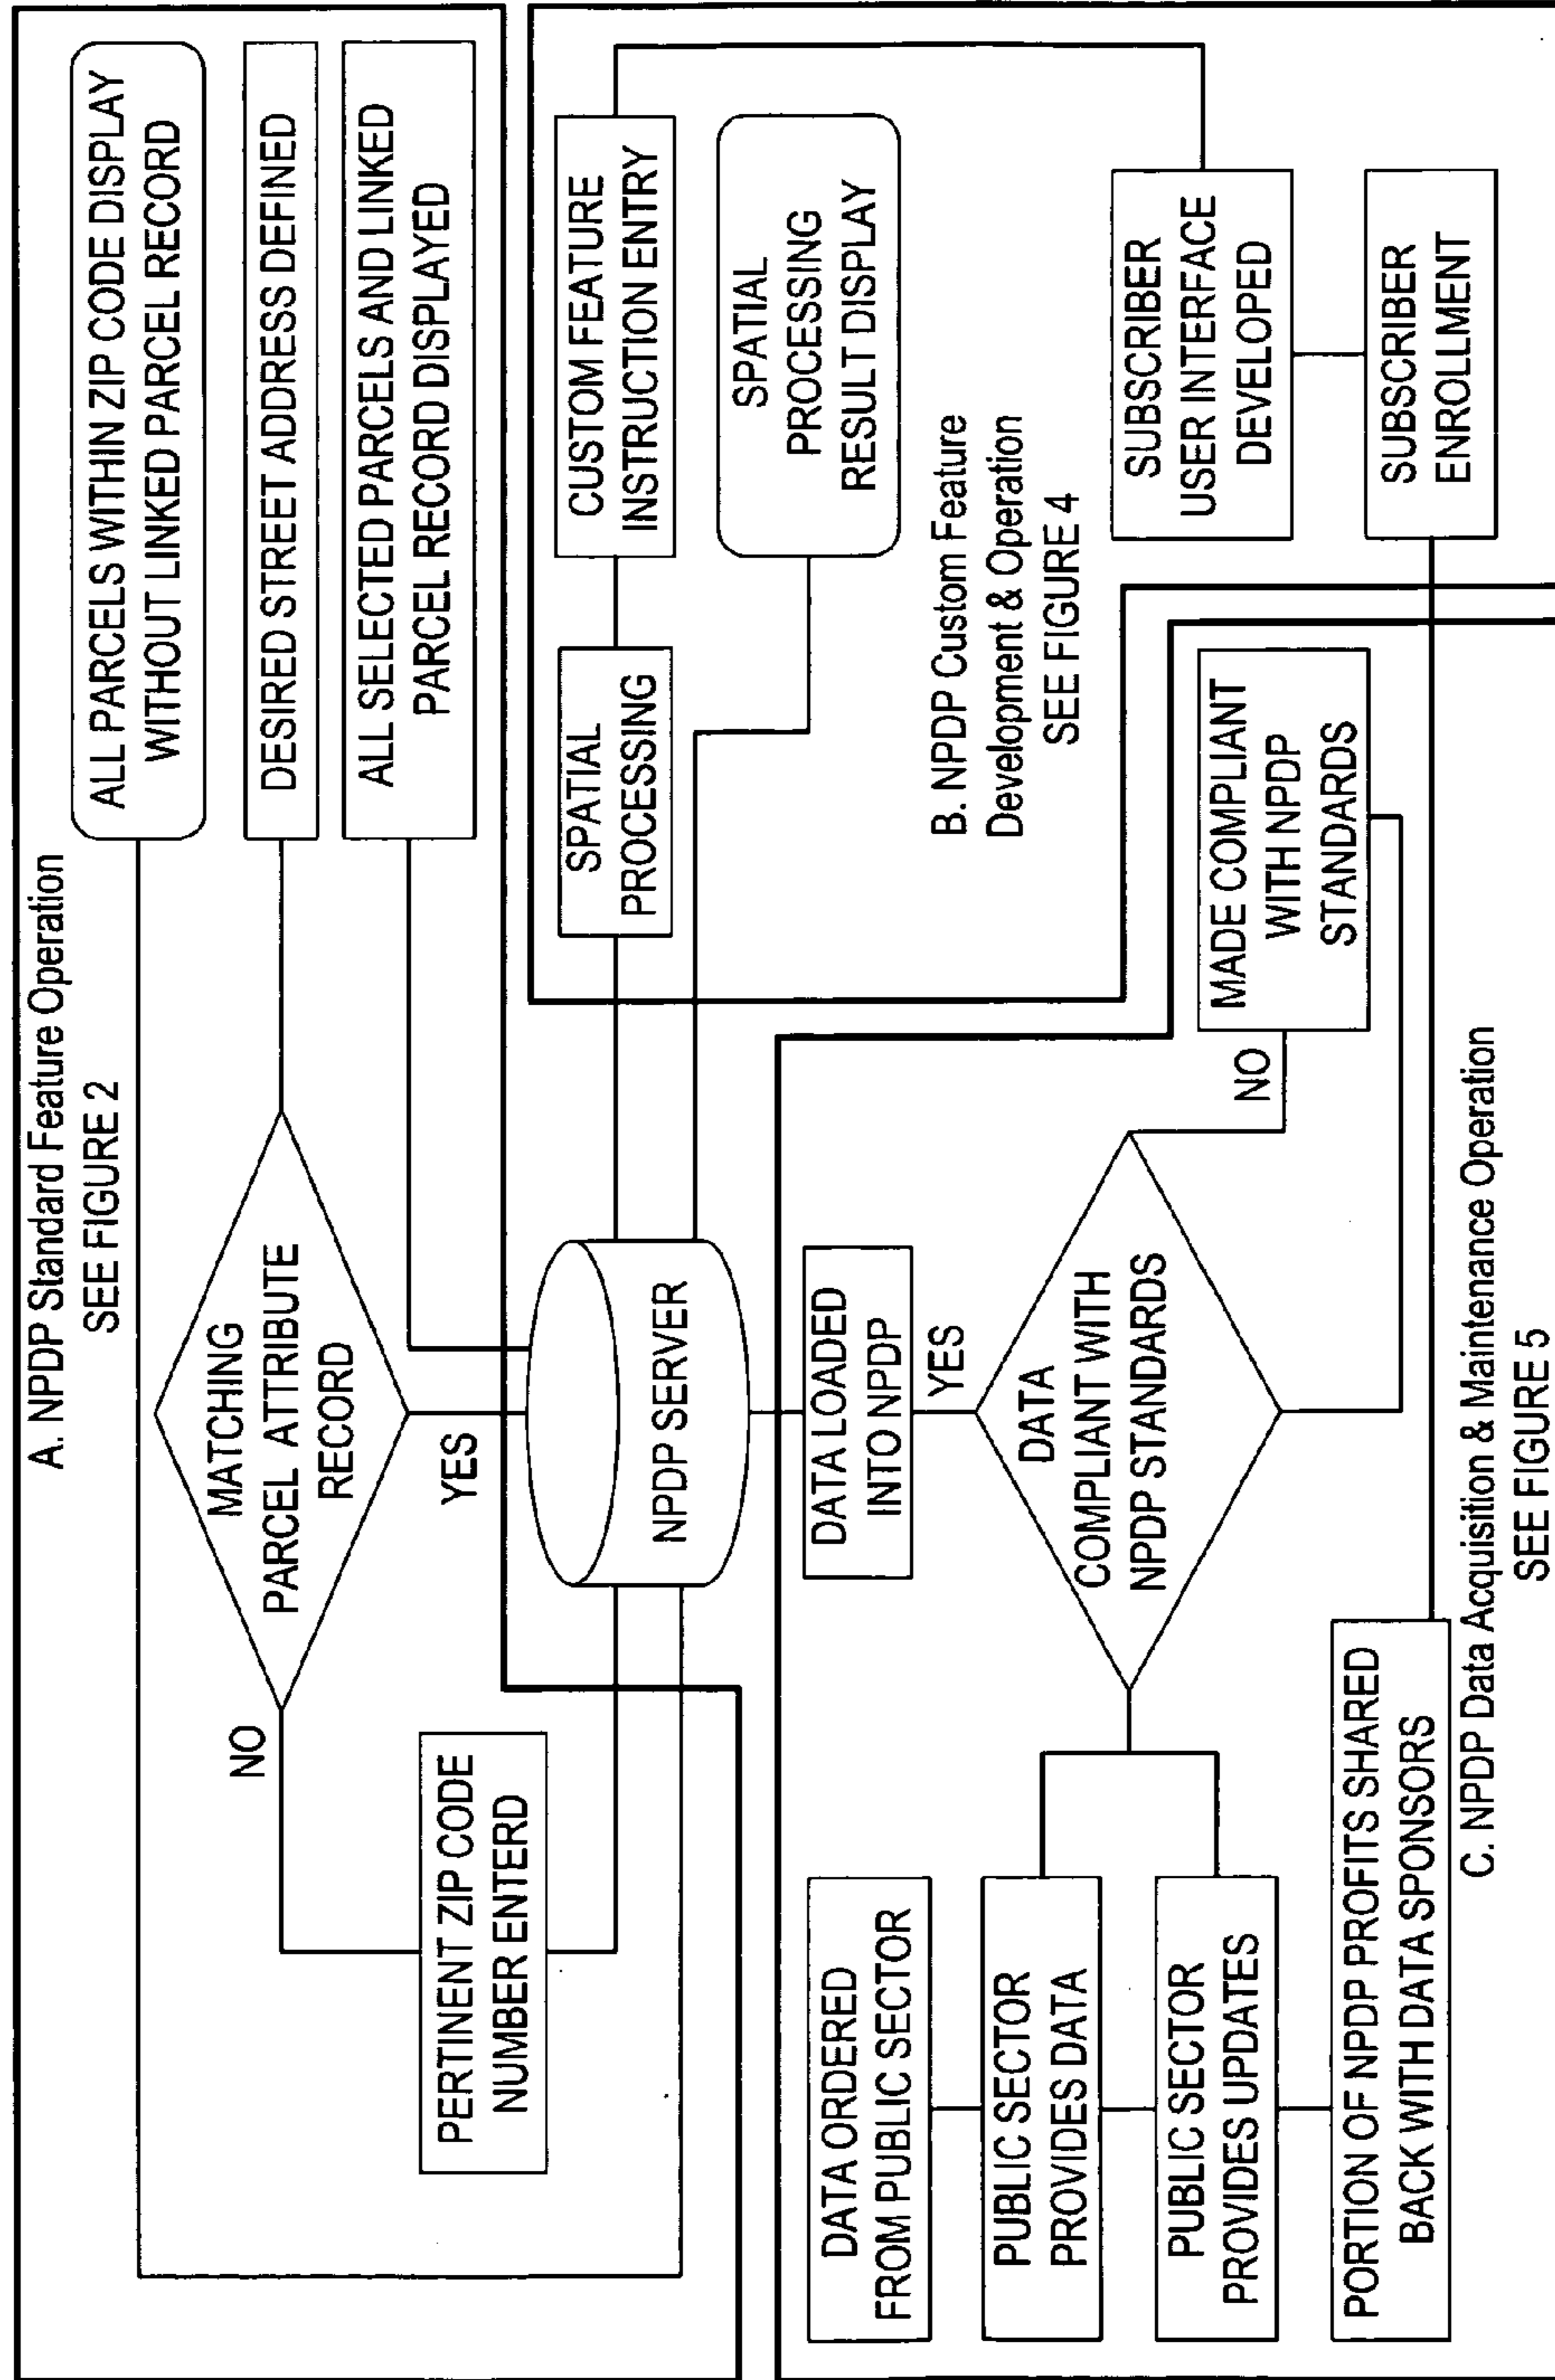 A. NPDP Standard Feature Operation
SEE FIGURE 2
ALL PARCELS WITHIN ZIP CODE DISPLAY
WITHOUT LINKED PARCEL RECORD
MATCHING
PARCEL ATTRIBUTE
RECORD
DESIRED STREET ADDRESS DEFINED
NO
YES
ALL SELECTED PARCELS AND LINKED
PARCEL RECORD DISPLAYED
PERTINENT ZIP CODE
NUMBER ENTERD
NPDP SERVER
SPATIAL
PROCESSING
CUSTOM FEATURE
INSTRUCTION ENTRY
SPATIAL
PROCESSING
RESULT DISPLAY
B. NPDP Custom Feature
Development & Operation
SEE FIGURE 4
SUBSCRIBER
USER INTERFACE
DEVELOPED
SUBSCRIBER
ENROLLMENT
DATA ORDERED
FROM PUBLIC SECTOR
DATA LOADED
INTO NPDP
YES
PUBLIC SECTOR
PROVIDES DATA
DATA
COMPLIANT WITH
NPDP STANDARDS
NO
MADE COMPLIANT
WITH NPDP
STANDARDS
PUBLIC SECTOR
PROVIDES UPDATES
PORTION OF NPDP PROFITS SHARED
BACK WITH DATA SPONSORS
C. NPDP Data Acquisition & Maintenance Operation
SEE FIGURE 5